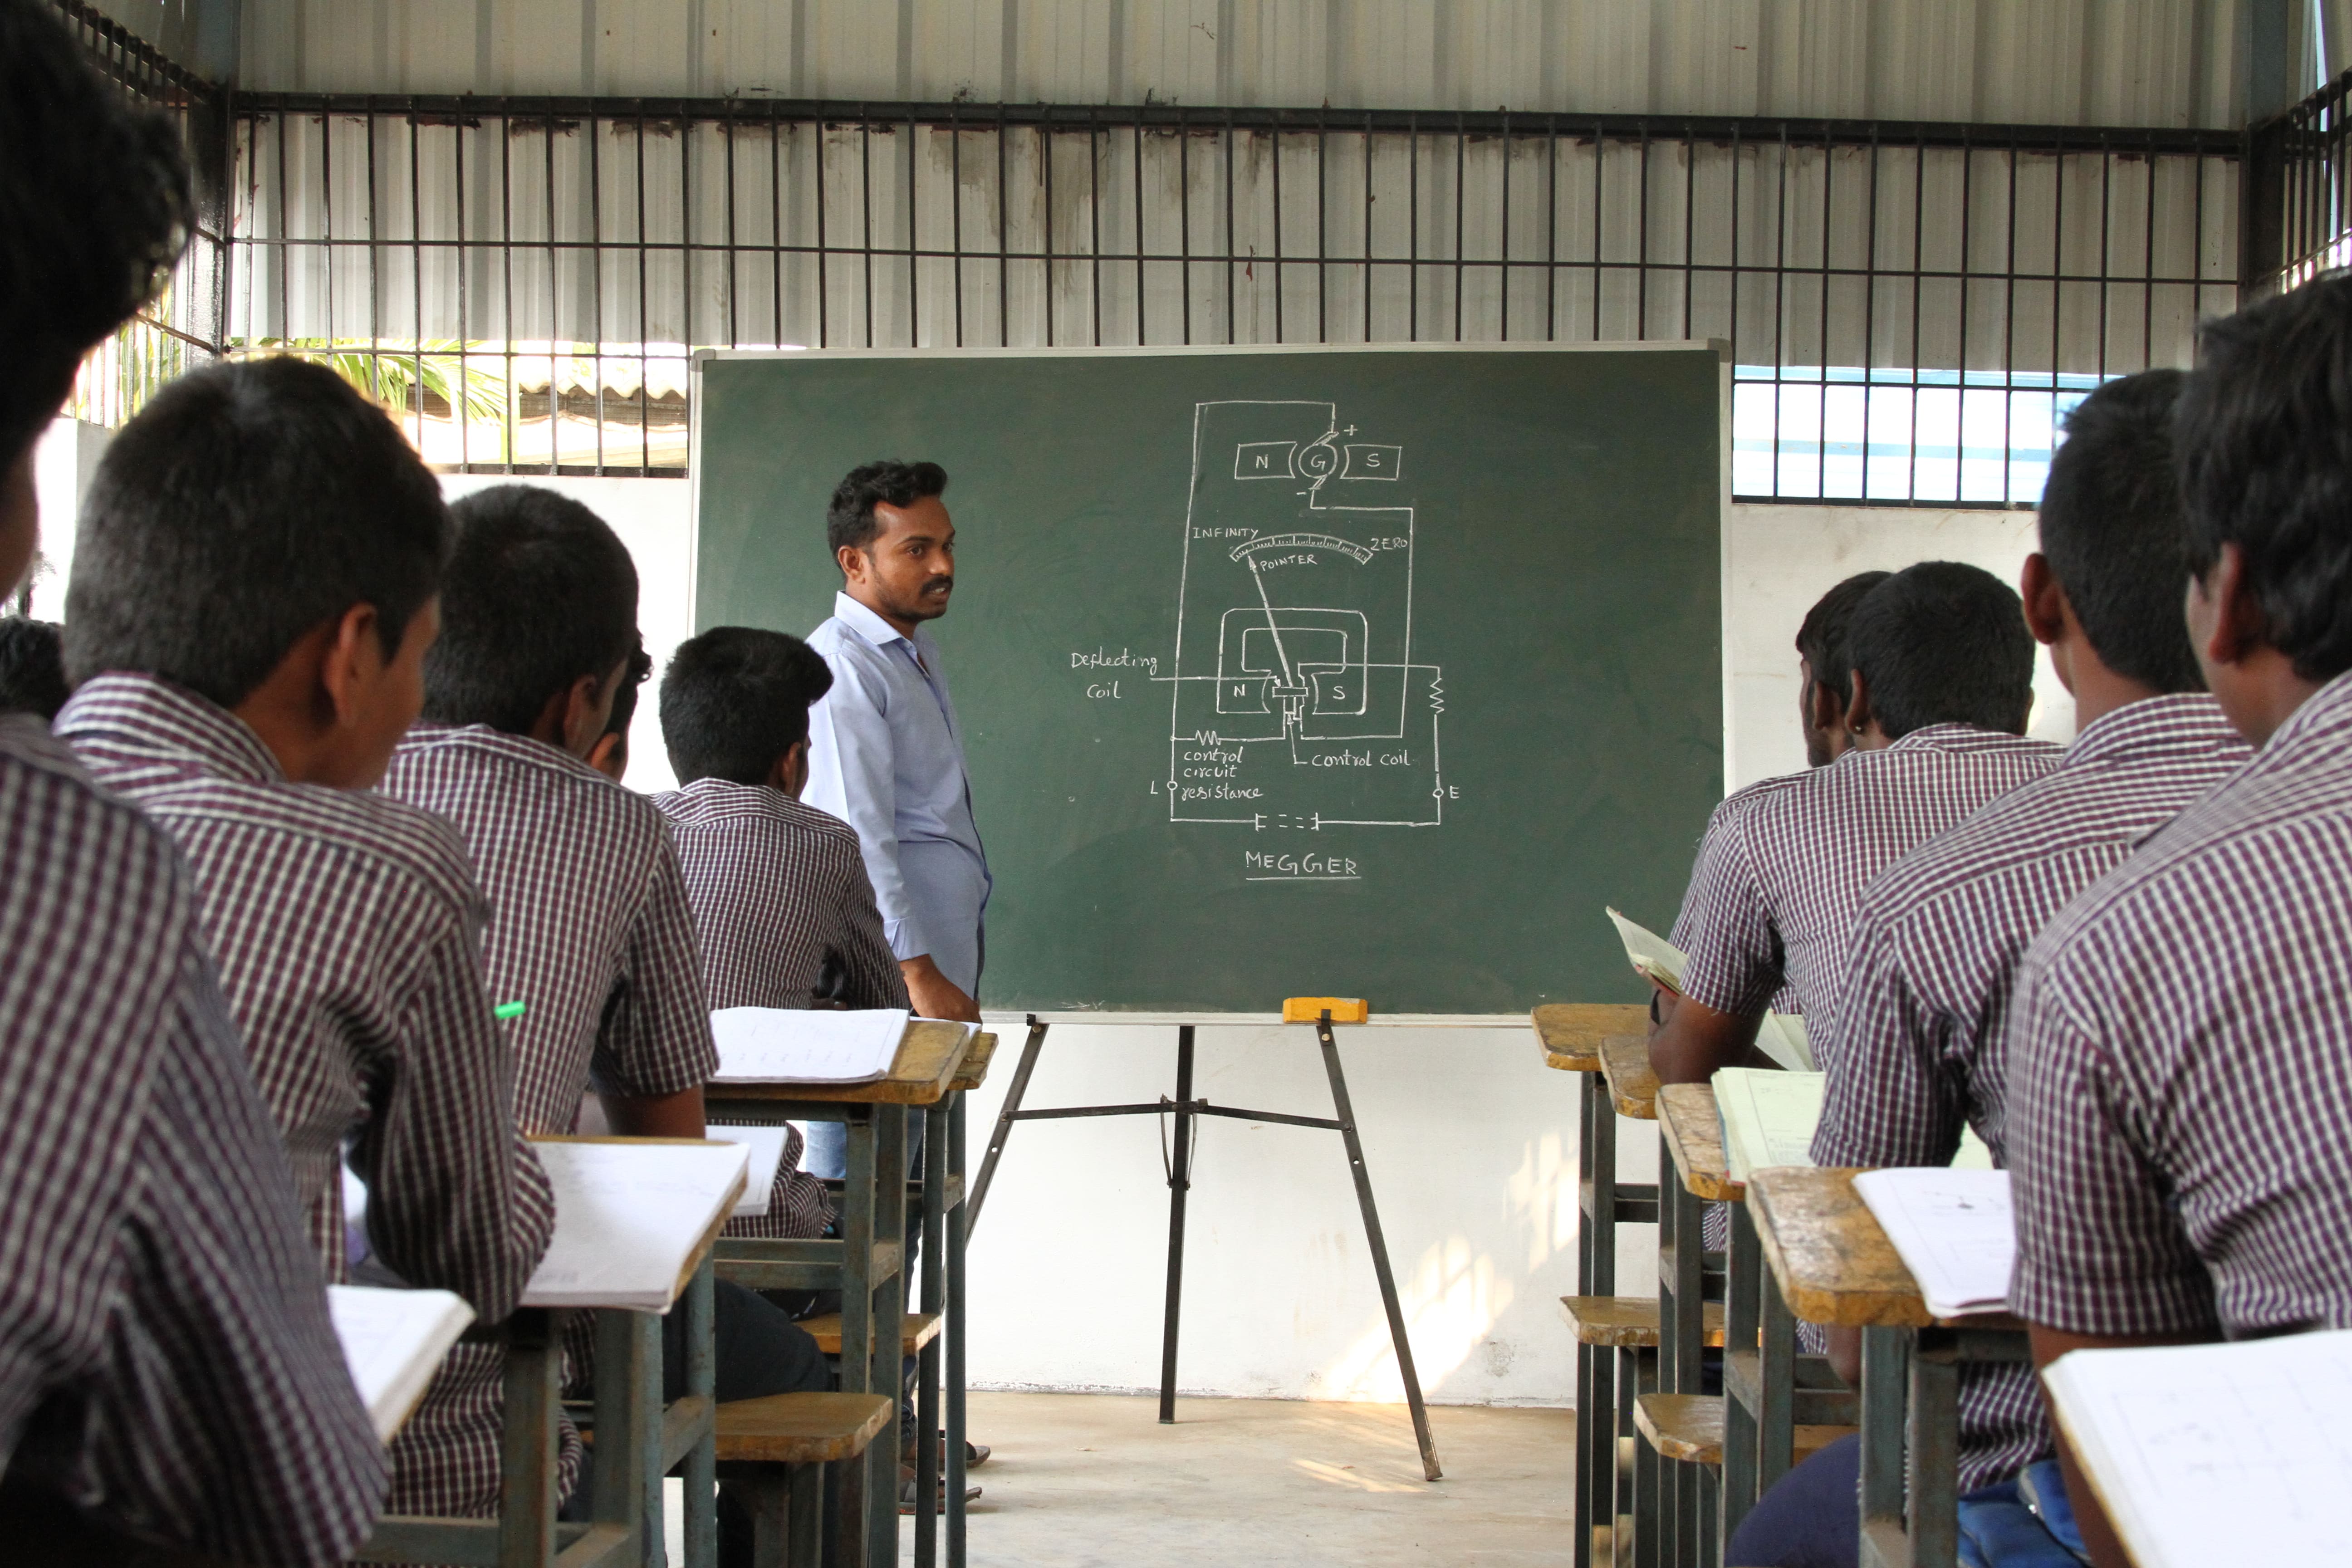 +
N G S
-
INFINITY ZERO
POINTER
Deflecting
coil
N S
control
circuit
resistance
control coil
L E
MEGGER